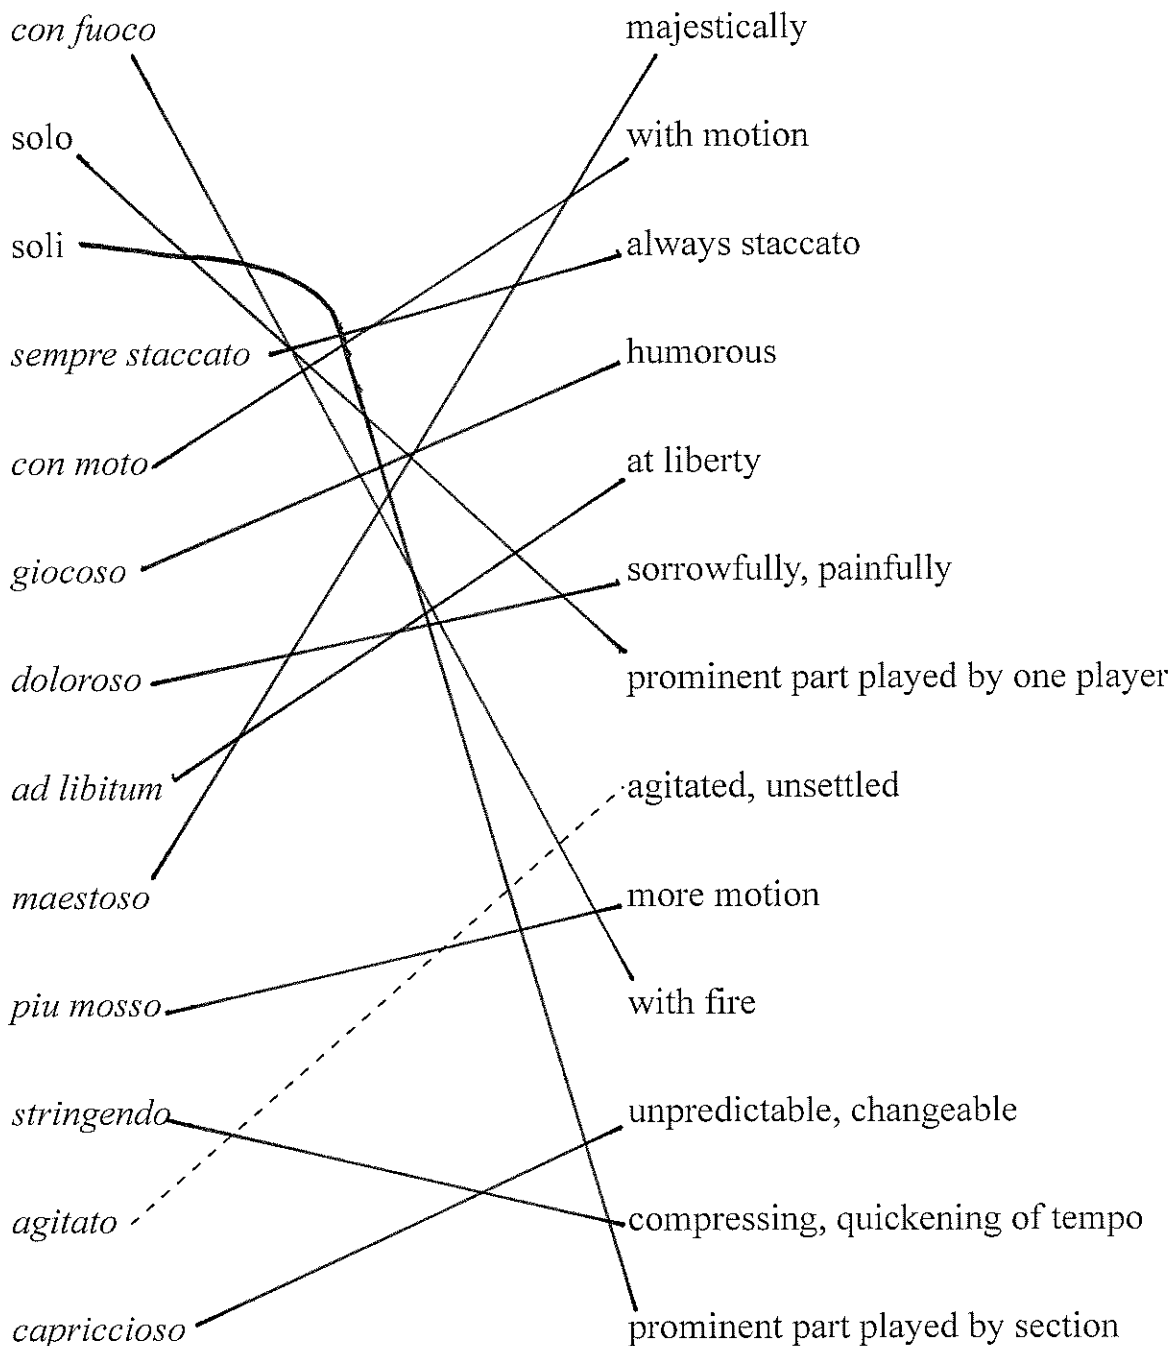 con fuoco majestically
solo with motion
soli always staccato
sempre staccato humorous
con moto at liberty
giocoso sorrowfully, painfully
doloroso prominent part played by one player
ad libitum agitated, unsettled
maestoso more motion
piu mosso with fire
stringendo unpredictable, changeable
agitato compressing, quickening of tempo
capriccioso prominent part played by section